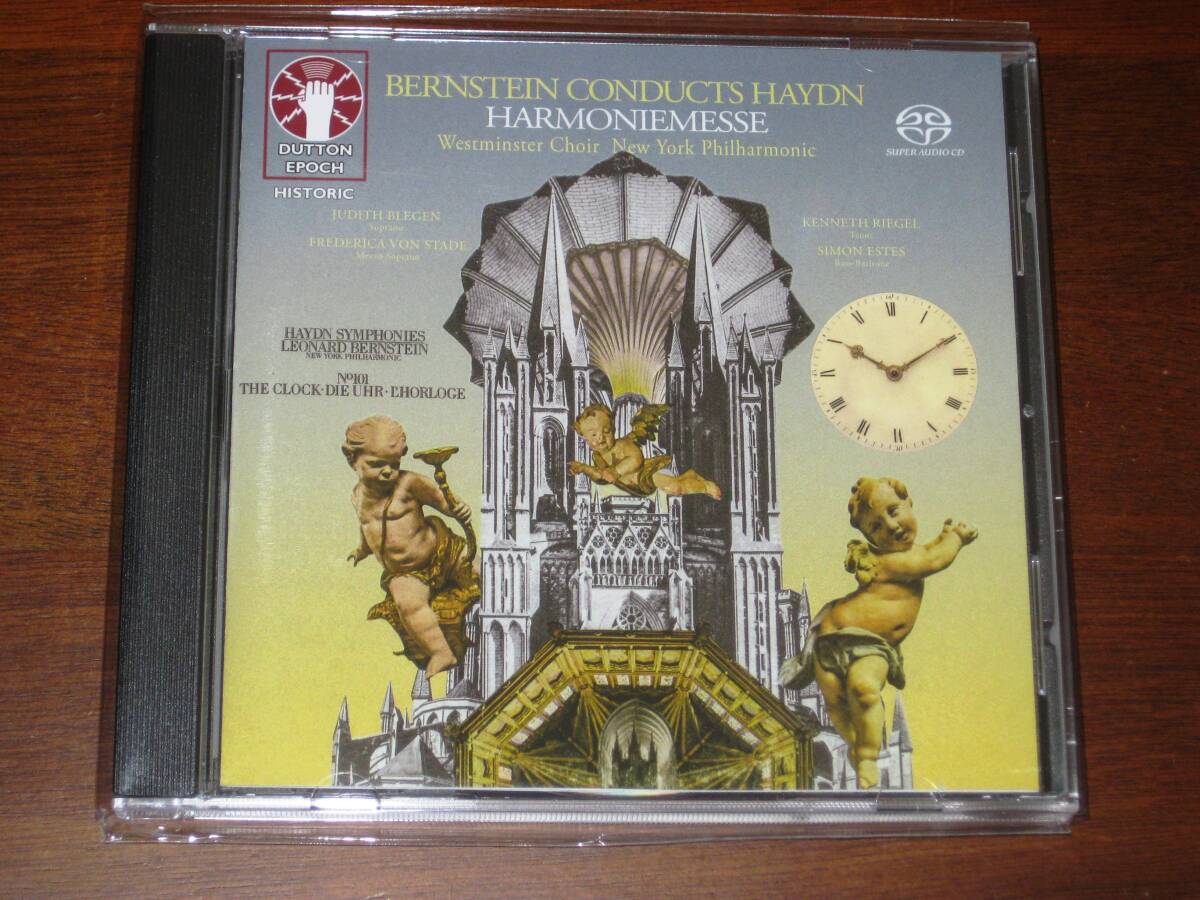 BERNSTEIN CONDUCTS HAYDN
HARMONIEMESSE
Westminster Choir New York Philharmonic
DUTTON
EPOCH
HISTORIC
SUPER AUDIO CD
JUDITH BLEGEN
Soprano
FREDERICA VON STADE
Mezzo-Soprano
KENNETH RIEGEL
Tenor
SIMON ESTES
Bass-Baritone
HAYDN SYMPHONIES
LEONARD BERNSTEIN
NEW YORK PHILHARMONIC
Nº101
THE CLOCK·DIE UHR·L'HORLOGE